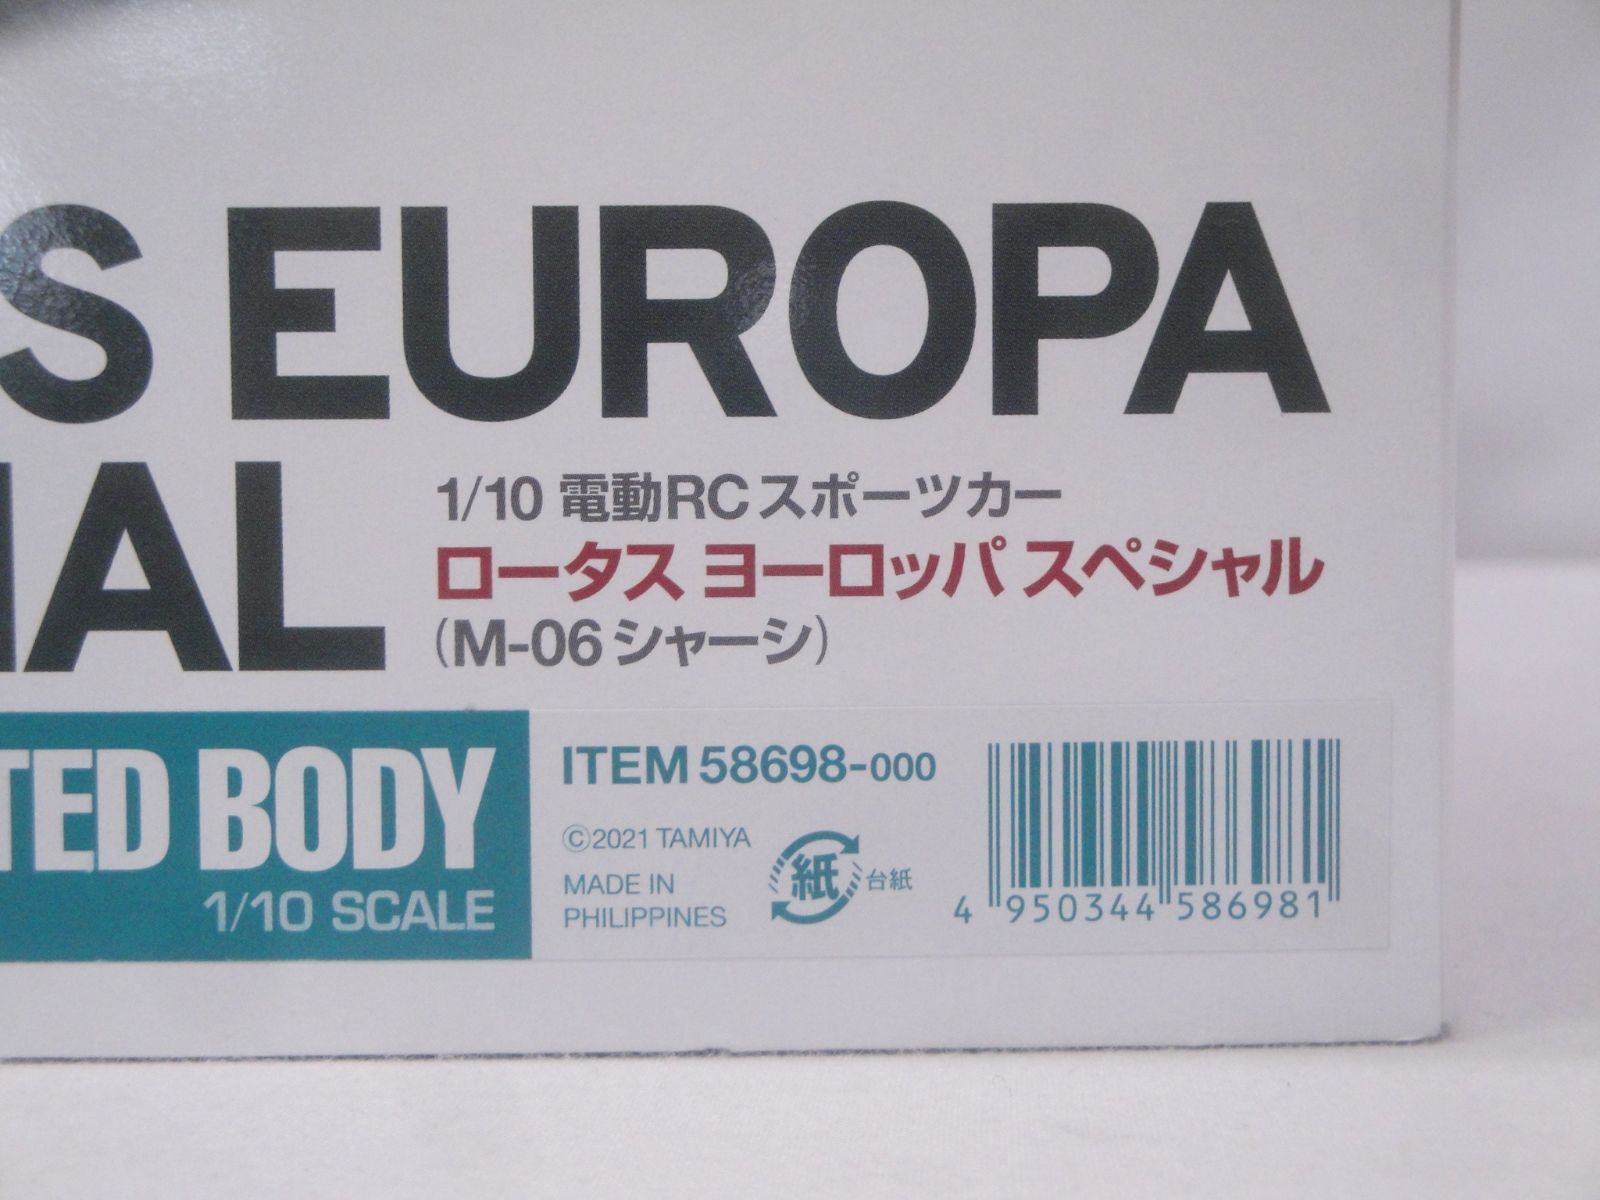 S EUROPA
IAL
1/10 電動RCスポーツカー
ロータス ヨーロッパ スペシャル
(M-06シャーシ)
TED BODY
1/10 SCALE
ITEM 58698-000
©2021 TAMIYA
MADE IN
PHILIPPINES
紙
台紙
4 950344 586981